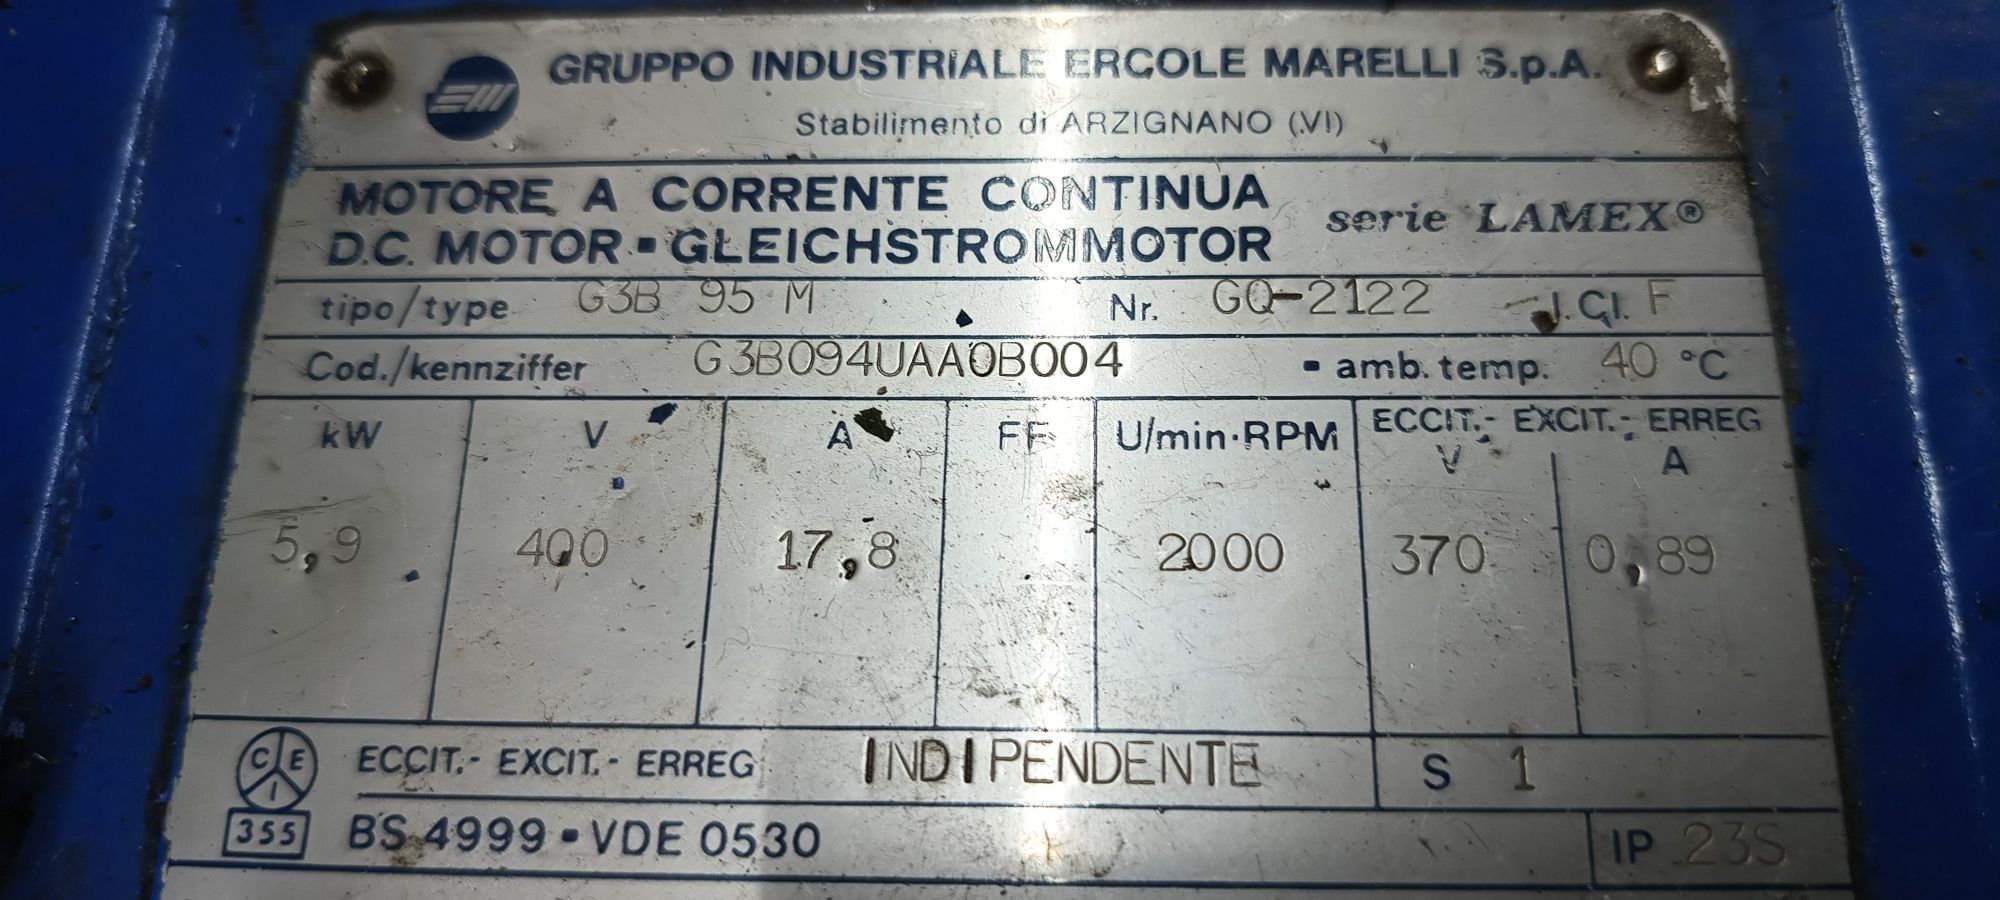 GRUPPO INDUSTRIALE ERCOLE MARELLI S.p.A.
Stabilimento di ARZIGNANO (VI)
MOTORE A CORRENTE CONTINUA
D.C. MOTOR ▪ GLEICHSTROMMOTOR
serie LAMEX®
tipo/type G3B 95 M Nr. GQ-2122 J.Cl. F
Cod./kennziffer G3B094UAA0B004 ▪ amb. temp. 40 °C
kW V A FF U/min·RPM ECCIT.- EXCIT.- ERREG
V A
5,9 400 17,8 2000 370 0,89
CEI ECCIT.- EXCIT.- ERREG INDIPENDENTE S 1
355 BS 4999 ▪ VDE 0530 IP 23S